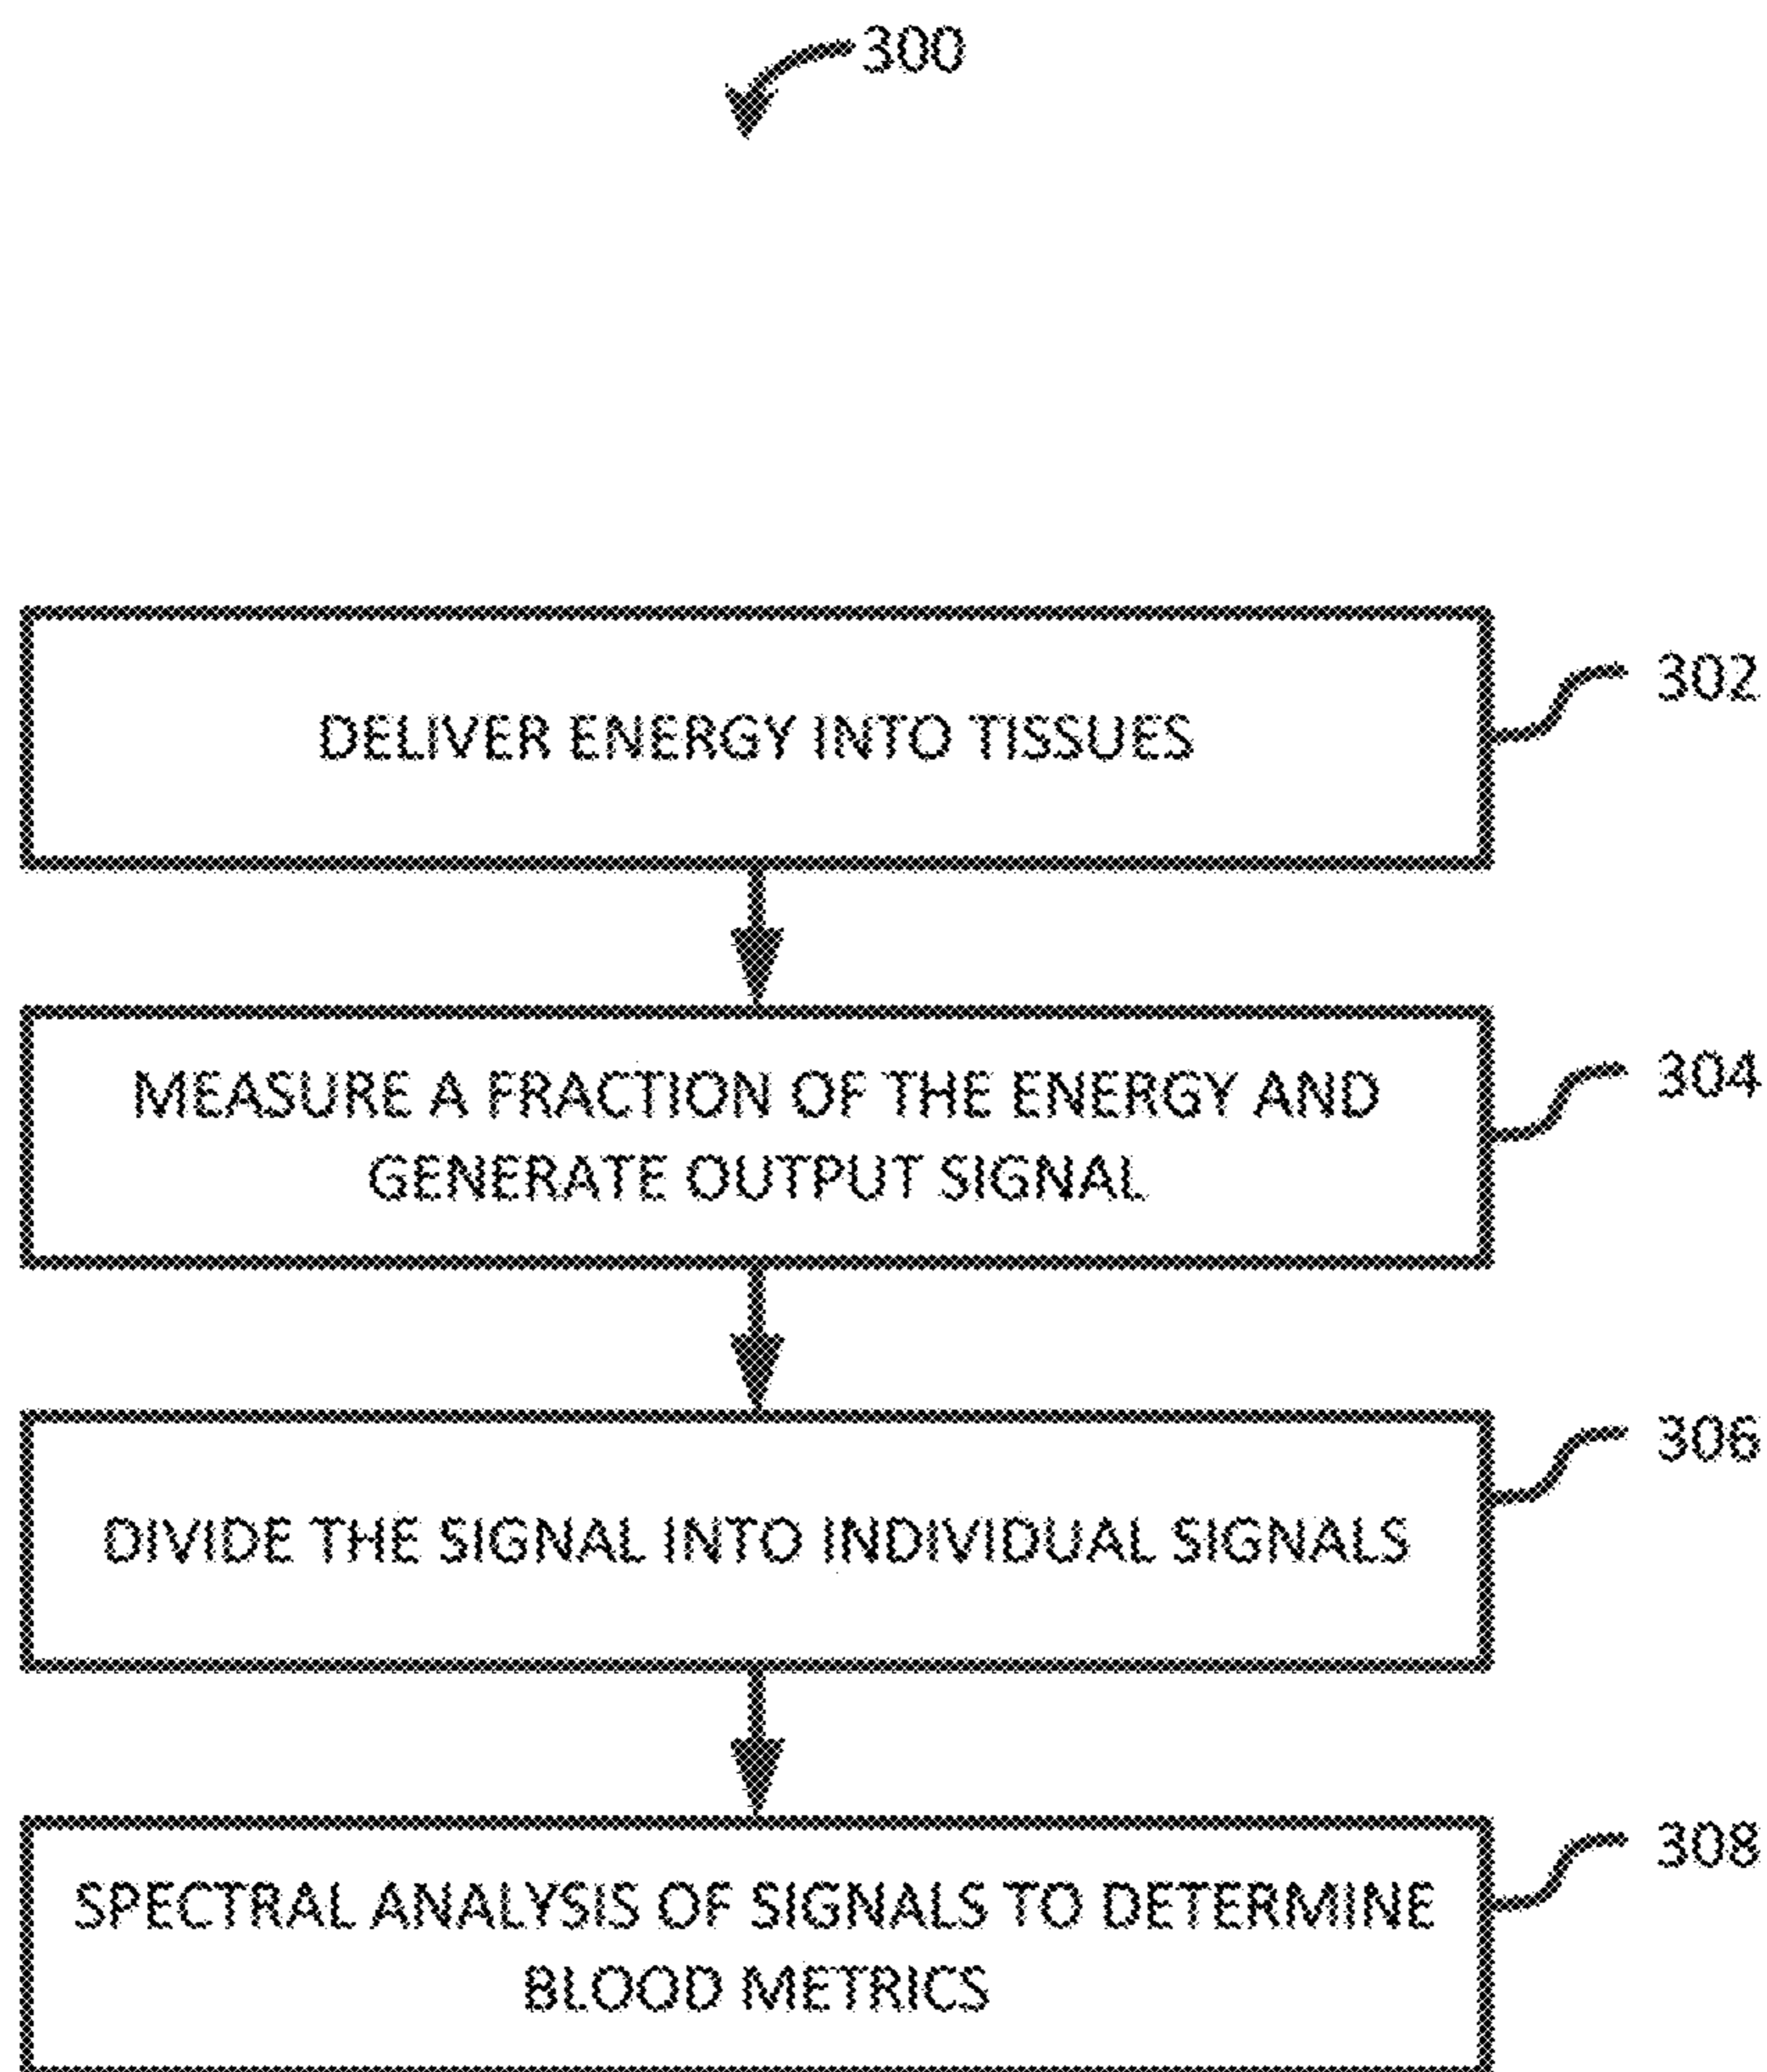 300
DELIVER ENERGY INTO TISSUES
302
MEASURE A FRACTION OF THE ENERGY AND
GENERATE OUTPUT SIGNAL
304
DIVIDE THE SIGNAL INTO INDIVIDUAL SIGNALS
306
SPECTRAL ANALYSIS OF SIGNALS TO DETERMINE
BLOOD METRICS
308